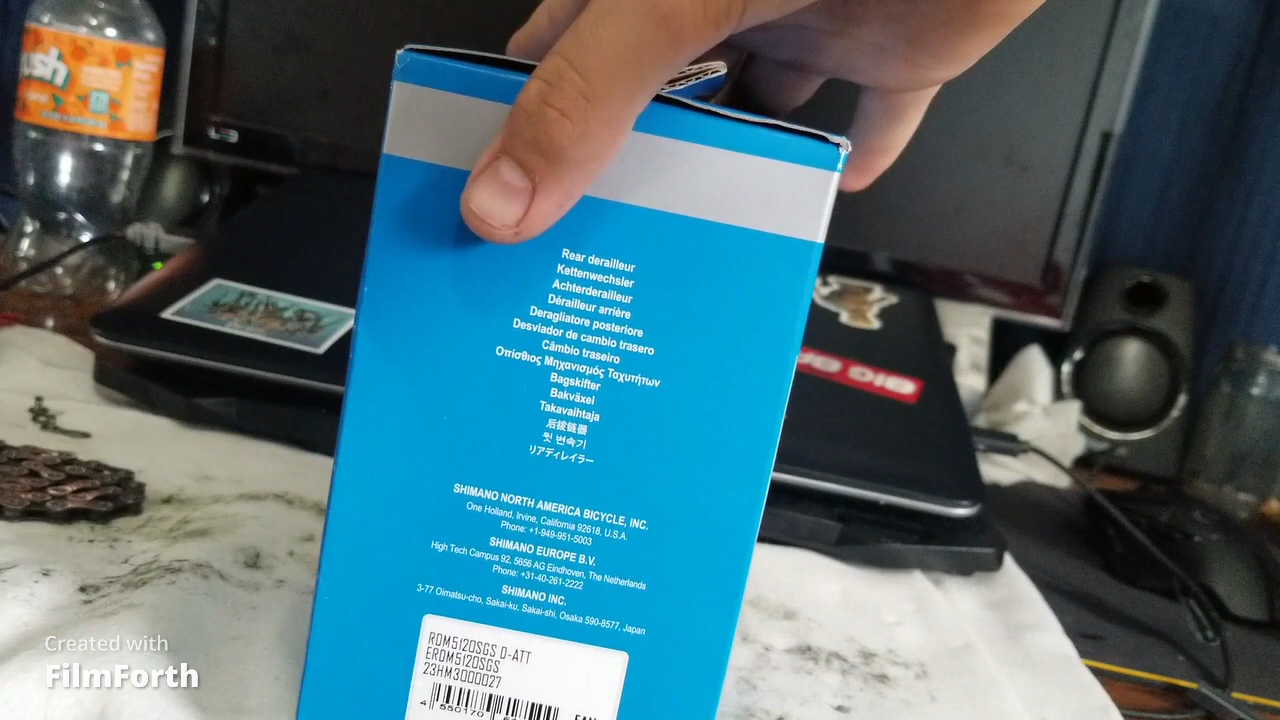 ush
Rear derailleur
Kettenwechsler
Achterderailleur
Dérailleur arrière
Deragliatore posteriore
Desviador de cambio trasero
Câmbio traseiro
Οπίσθιος Μηχανισμός Ταχυτήτων
Bagskifter
Bakväxel
Takavaihtaja
后拨链器
뒷 변속기
リアディレイラー
SHIMANO NORTH AMERICA BICYCLE, INC.
One Holland, Irvine, California 92618, U.S.A.
Phone: +1-949-951-5003
SHIMANO EUROPE B.V.
High Tech Campus 92, 5656 AG Eindhoven, The Netherlands
Phone: +31-40-261-2222
SHIMANO INC.
3-77 Oimatsu-cho, Sakai-ku, Sakai-shi, Osaka 590-8577, Japan
RDM5120SGS D-ATT
ERDM5120SGS
23HM3000027
4 550170
Created with
FilmForth